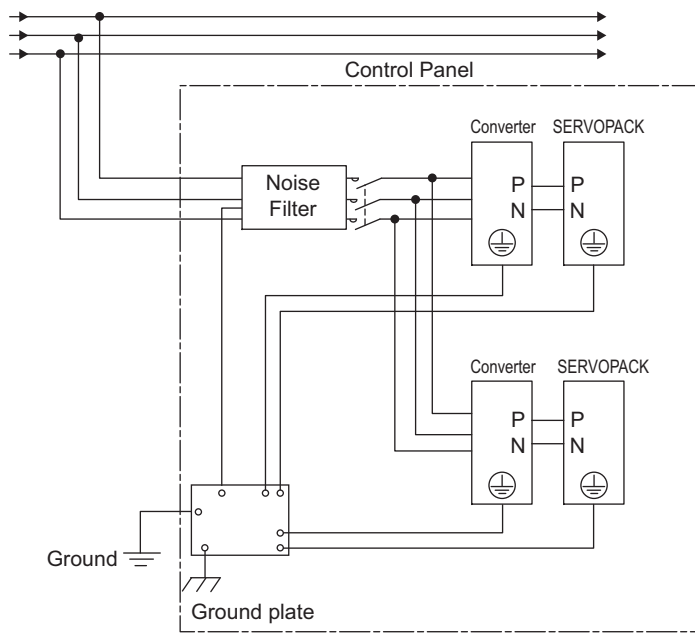 Control Panel
Converter SERVOPACK
Noise
Filter
P P
N N
Converter SERVOPACK
P P
N N
Ground
Ground plate